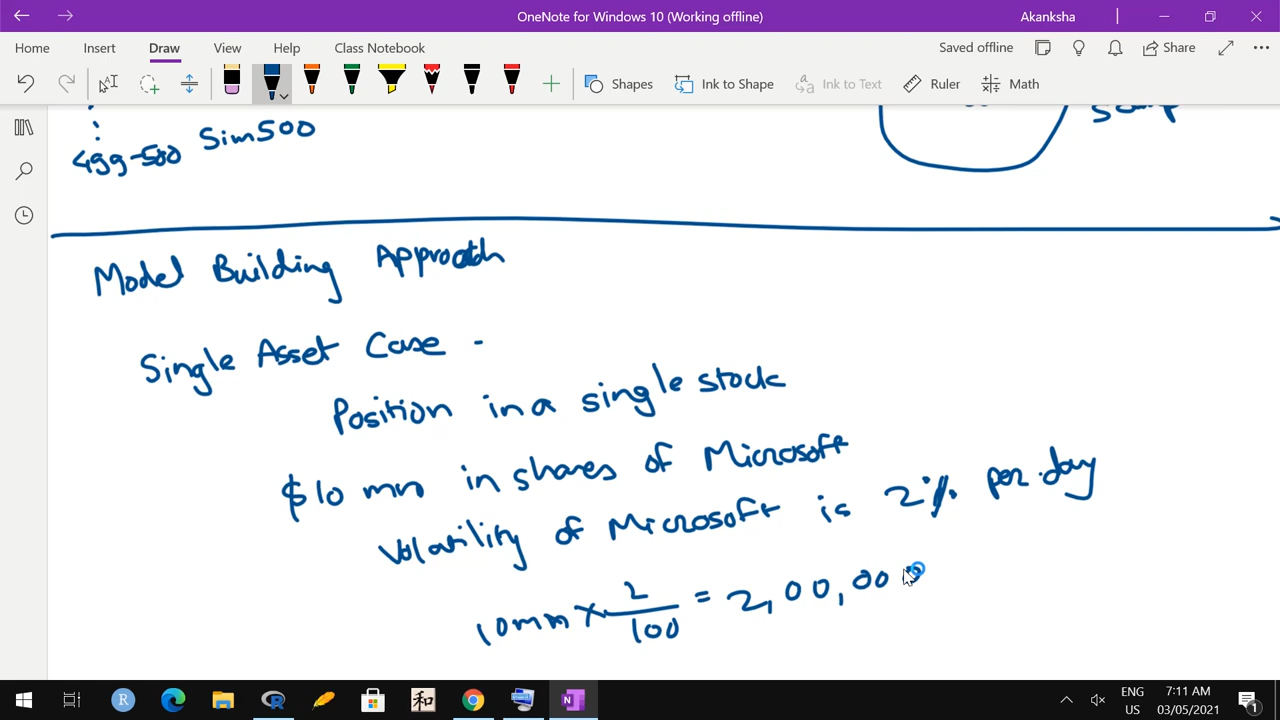 OneNote for Windows 10 (Working offline)
Akanksha
Home Insert Draw View Help Class Notebook
Saved offline
Share
Shapes
Ink to Shape
Ink to Text
Ruler
Math
499-500 Sim500
Model Building Approach
Single Asset Case -
Position in a single stock
$10 mn in shares of Microsoft
Volatility of Microsoft is 2% per day
10mn × 2/100 = 2,00,000
ENG
US
7:11 AM
03/05/2021
1